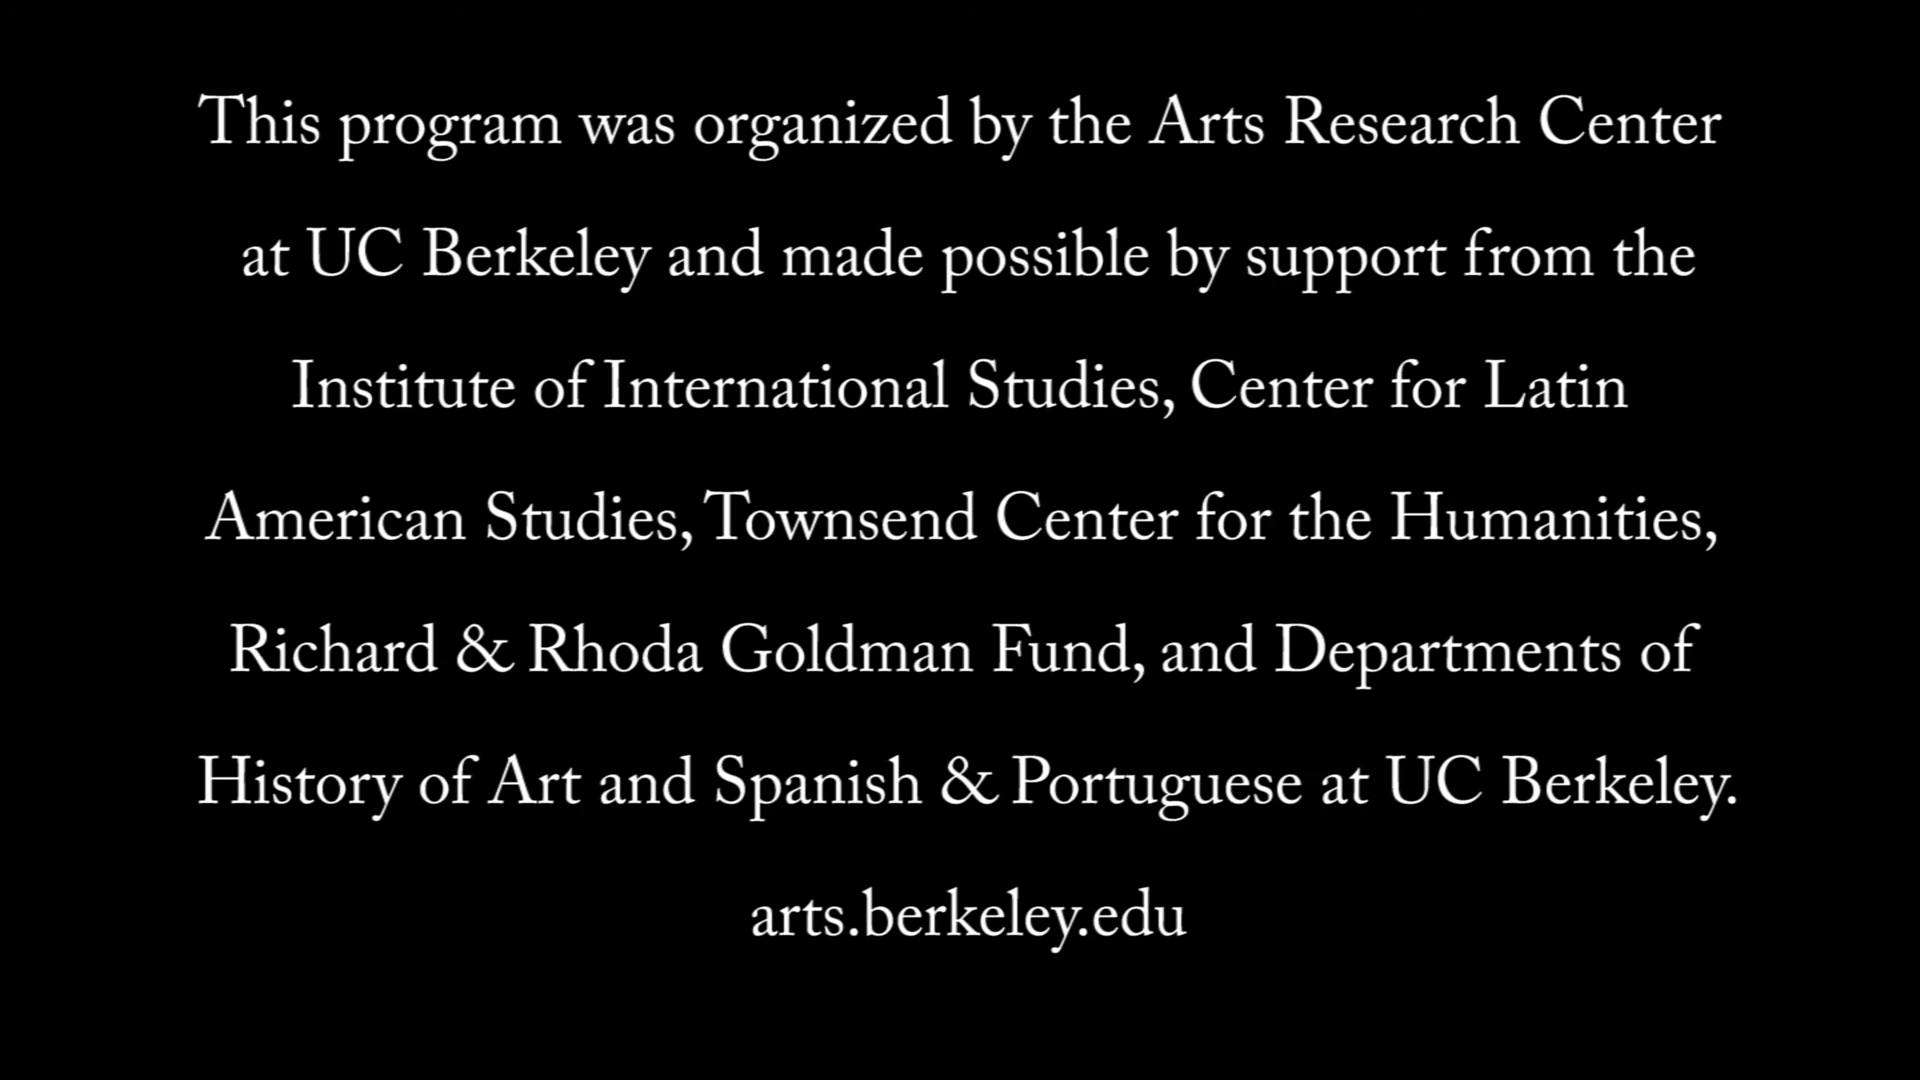 This program was organized by the Arts Research Center
at UC Berkeley and made possible by support from the
Institute of International Studies, Center for Latin
American Studies, Townsend Center for the Humanities,
Richard & Rhoda Goldman Fund, and Departments of
History of Art and Spanish & Portuguese at UC Berkeley.
arts.berkeley.edu